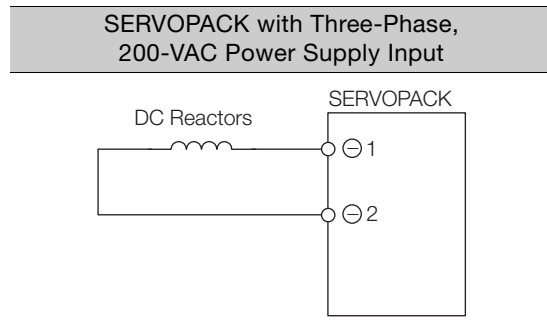 SERVOPACK with Three-Phase,
200-VAC Power Supply Input
SERVOPACK
DC Reactors
⊖ 1
⊖ 2